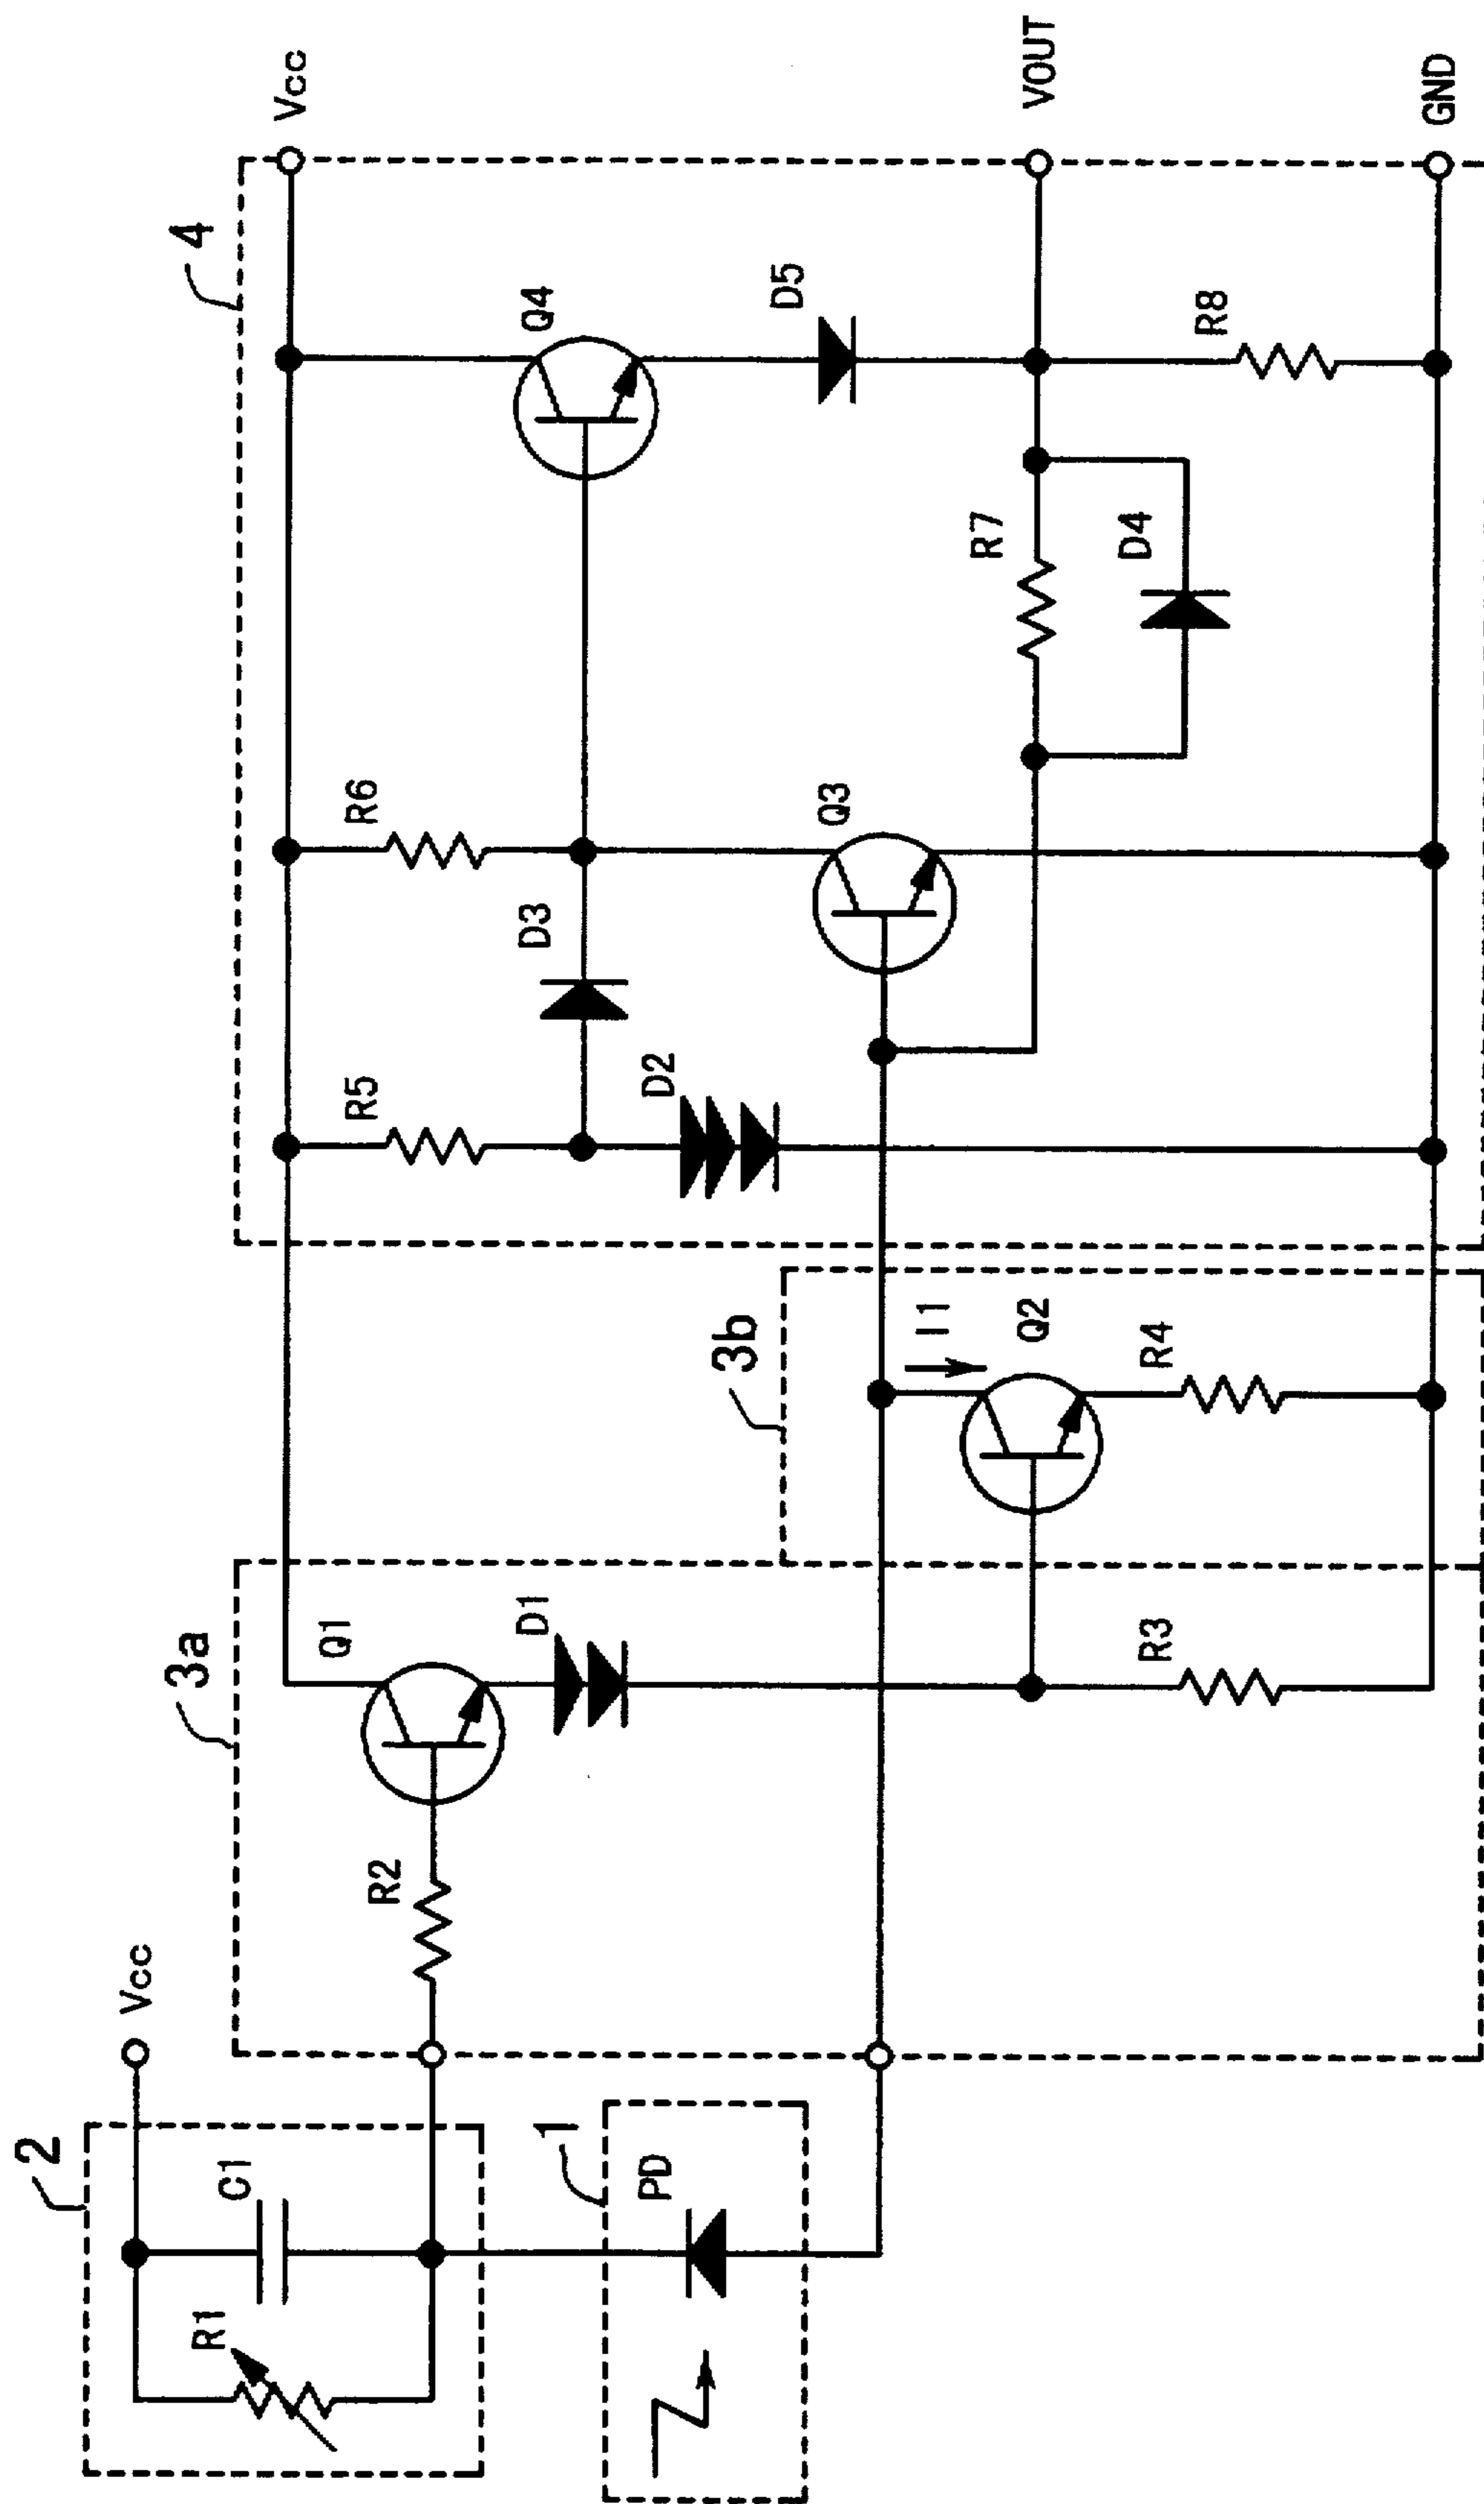 2
Vcc
R1
C1
1
PD
3a
R2
Q1
D1
R3
3b
I1
Q2
R4
4
R5
D2
D3
R6
Q3
R7
D4
Q4
D5
R8
Vcc
VOUT
GND